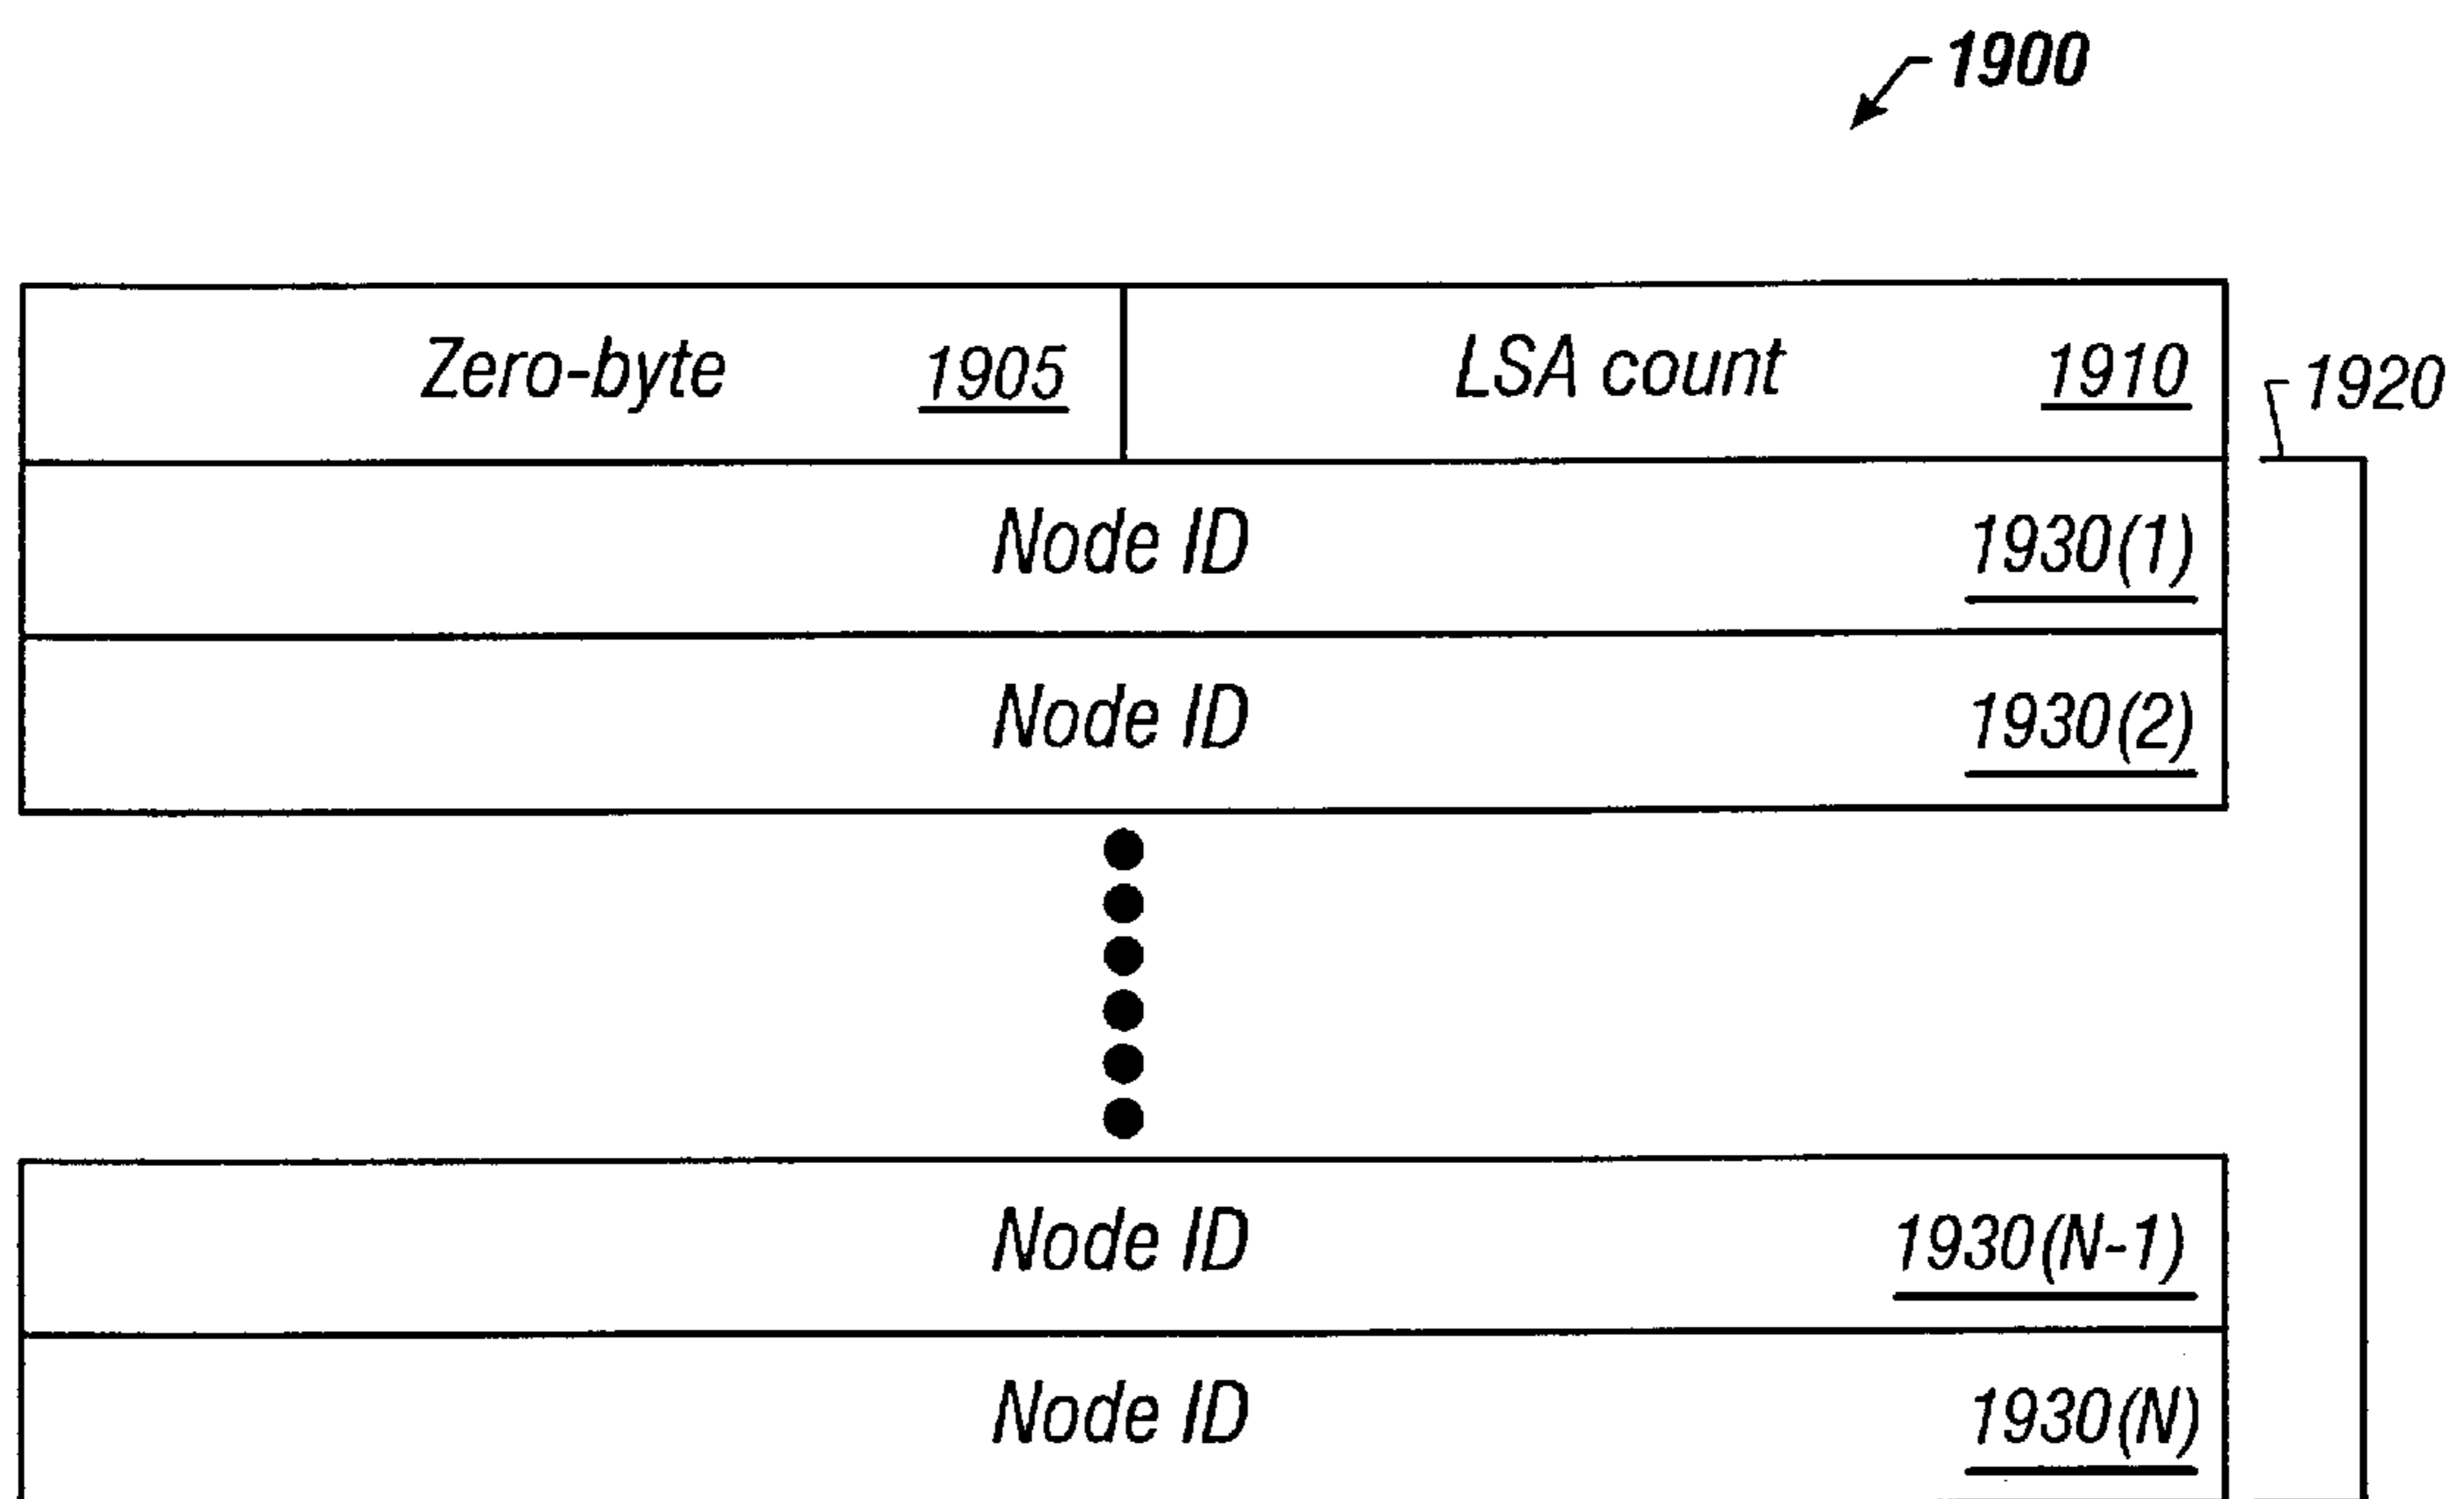 1900
Zero-byte 1905 LSA count 1910
1920
Node ID 1930(1)
Node ID 1930(2)
Node ID 1930(N-1)
Node ID 1930(N)